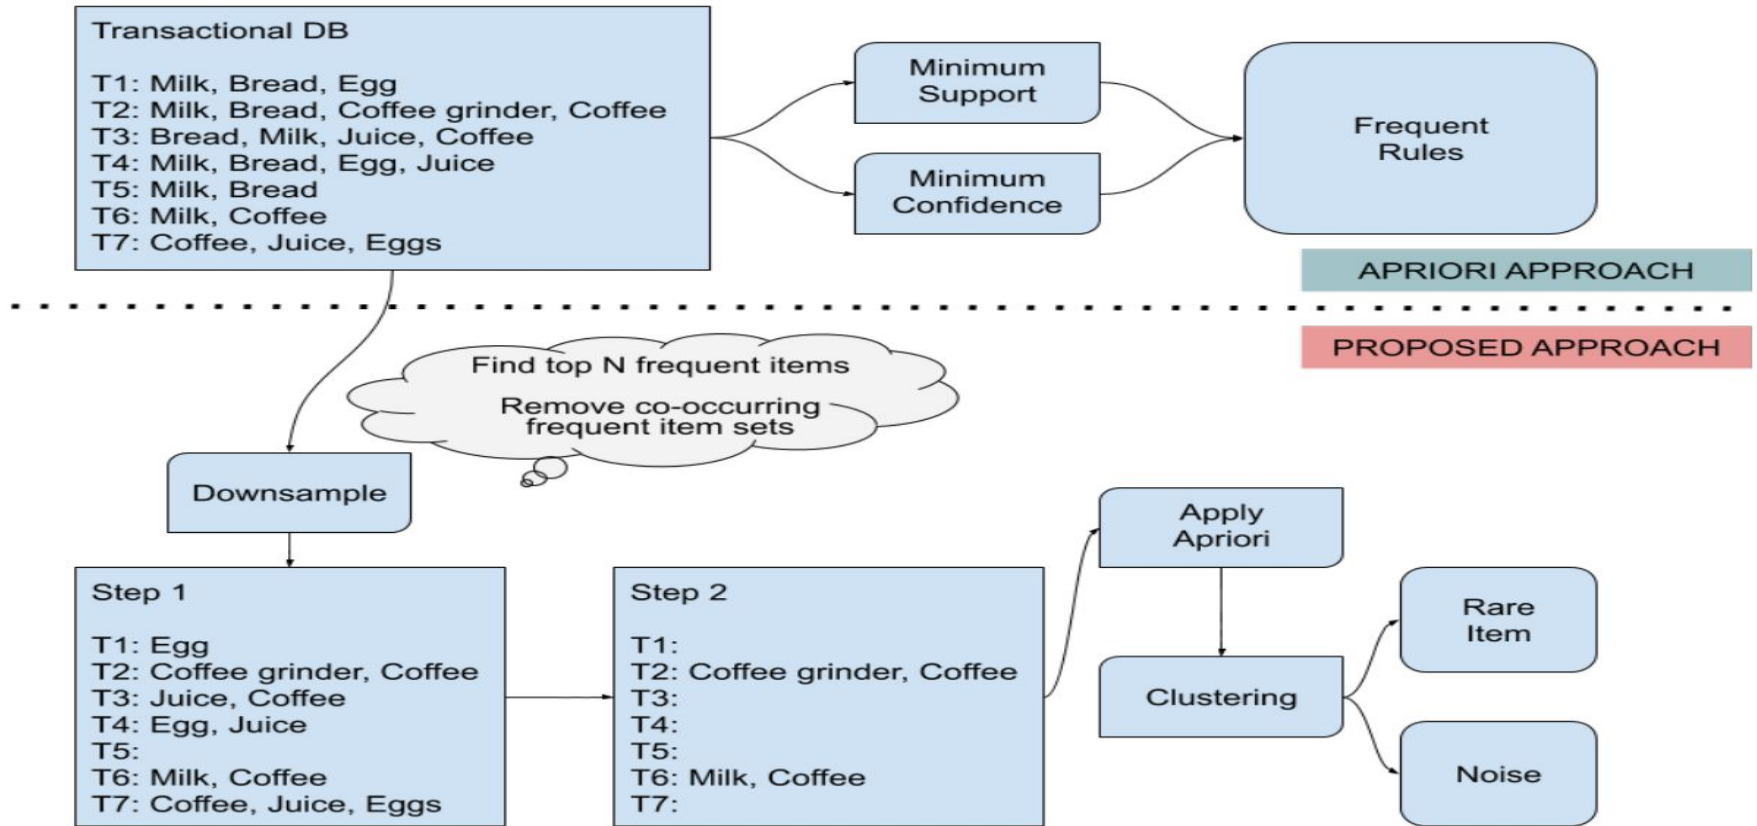 Transactional DB
T1: Milk, Bread, Egg
T2: Milk, Bread, Coffee grinder, Coffee
T3: Bread, Milk, Juice, Coffee
T4: Milk, Bread, Egg, Juice
T5: Milk, Bread
T6: Milk, Coffee
T7: Coffee, Juice, Eggs
Minimum
Support
Minimum
Confidence
Frequent
Rules
APRIORI APPROACH
PROPOSED APPROACH
Find top N frequent items
Remove co-occurring
frequent item sets
Downsample
Step 1
T1: Egg
T2: Coffee grinder, Coffee
T3: Juice, Coffee
T4: Egg, Juice
T5:
T6: Milk, Coffee
T7: Coffee, Juice, Eggs
Step 2
T1:
T2: Coffee grinder, Coffee
T3:
T4:
T5:
T6: Milk, Coffee
T7:
Apply
Apriori
Clustering
Rare
Item
Noise